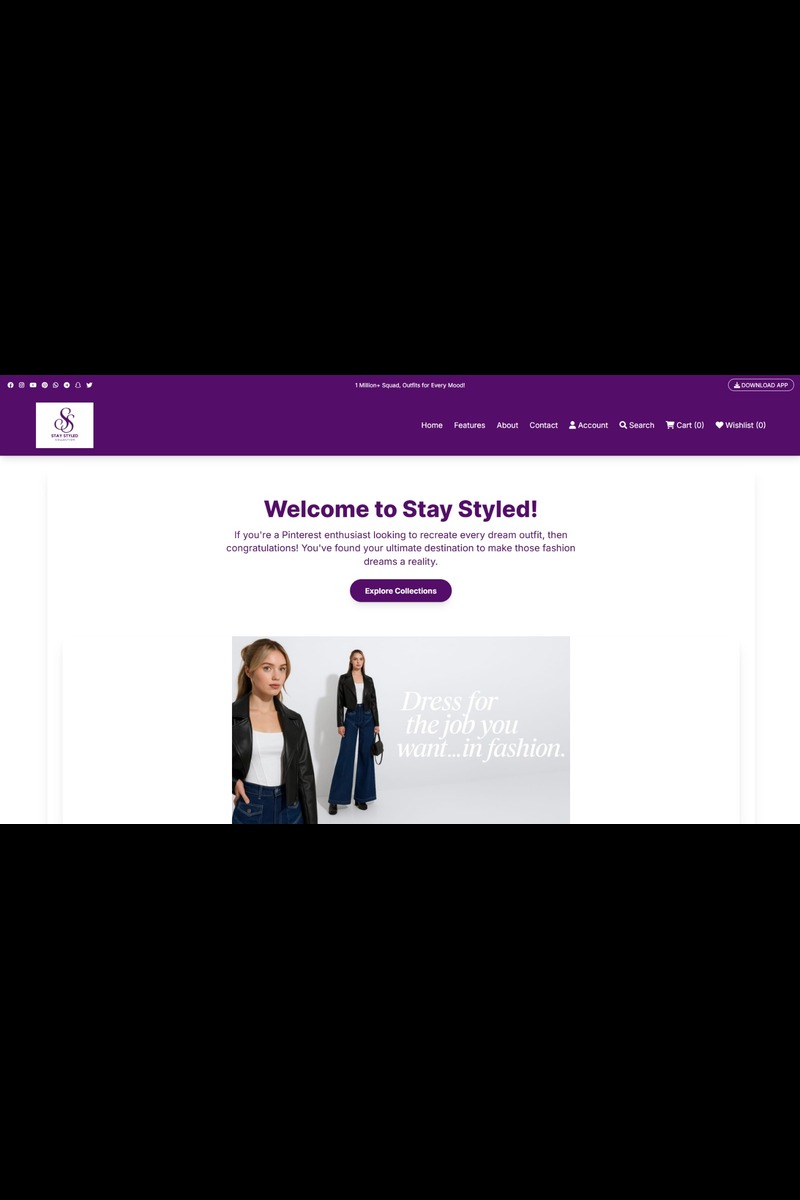 1 Million+ Squad, Outfits for Every Mood!
DOWNLOAD APP
SS
STAY STYLED
COLLECTION
Home Features About Contact Account Search Cart (0) Wishlist (0)
Welcome to Stay Styled!
If you're a Pinterest enthusiast looking to recreate every dream outfit, then
congratulations! You've found your ultimate destination to make those fashion
dreams a reality.
Explore Collections
Dress for
the job you
want...in fashion.